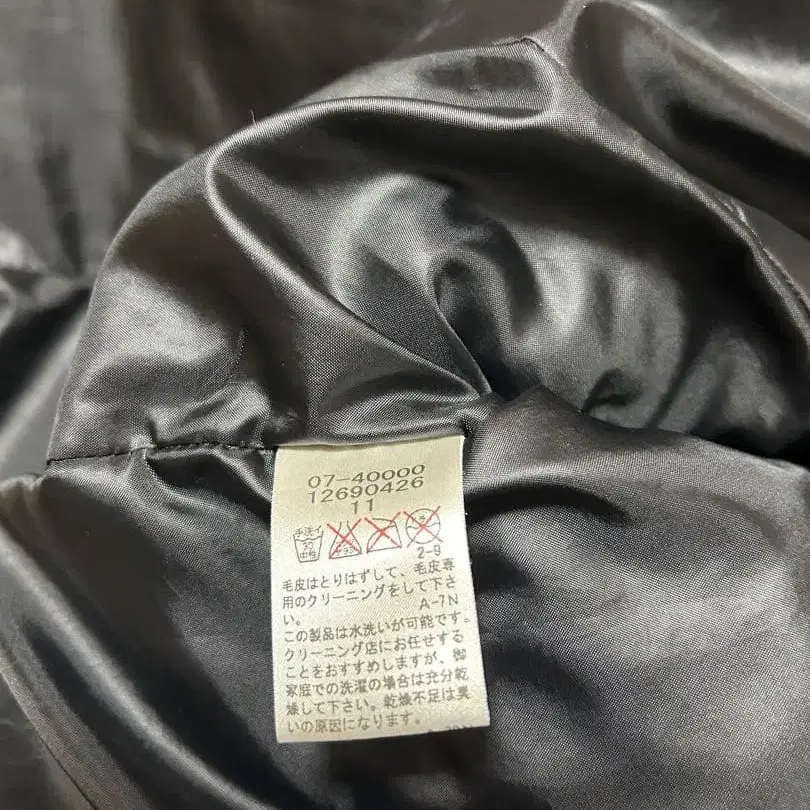 07-40000
12690426
11
手洗イ
30
中性
2-9
毛皮はとりはずして、毛皮専
用のクリーニングをして下さ
い。
A-7N
この製品は水洗いが可能です。
クリーニング店にお任せする
ことをおすすめしますが、御
家庭での洗濯の場合は充分乾
燥して下さい。乾燥不足は臭
いの原因になります。